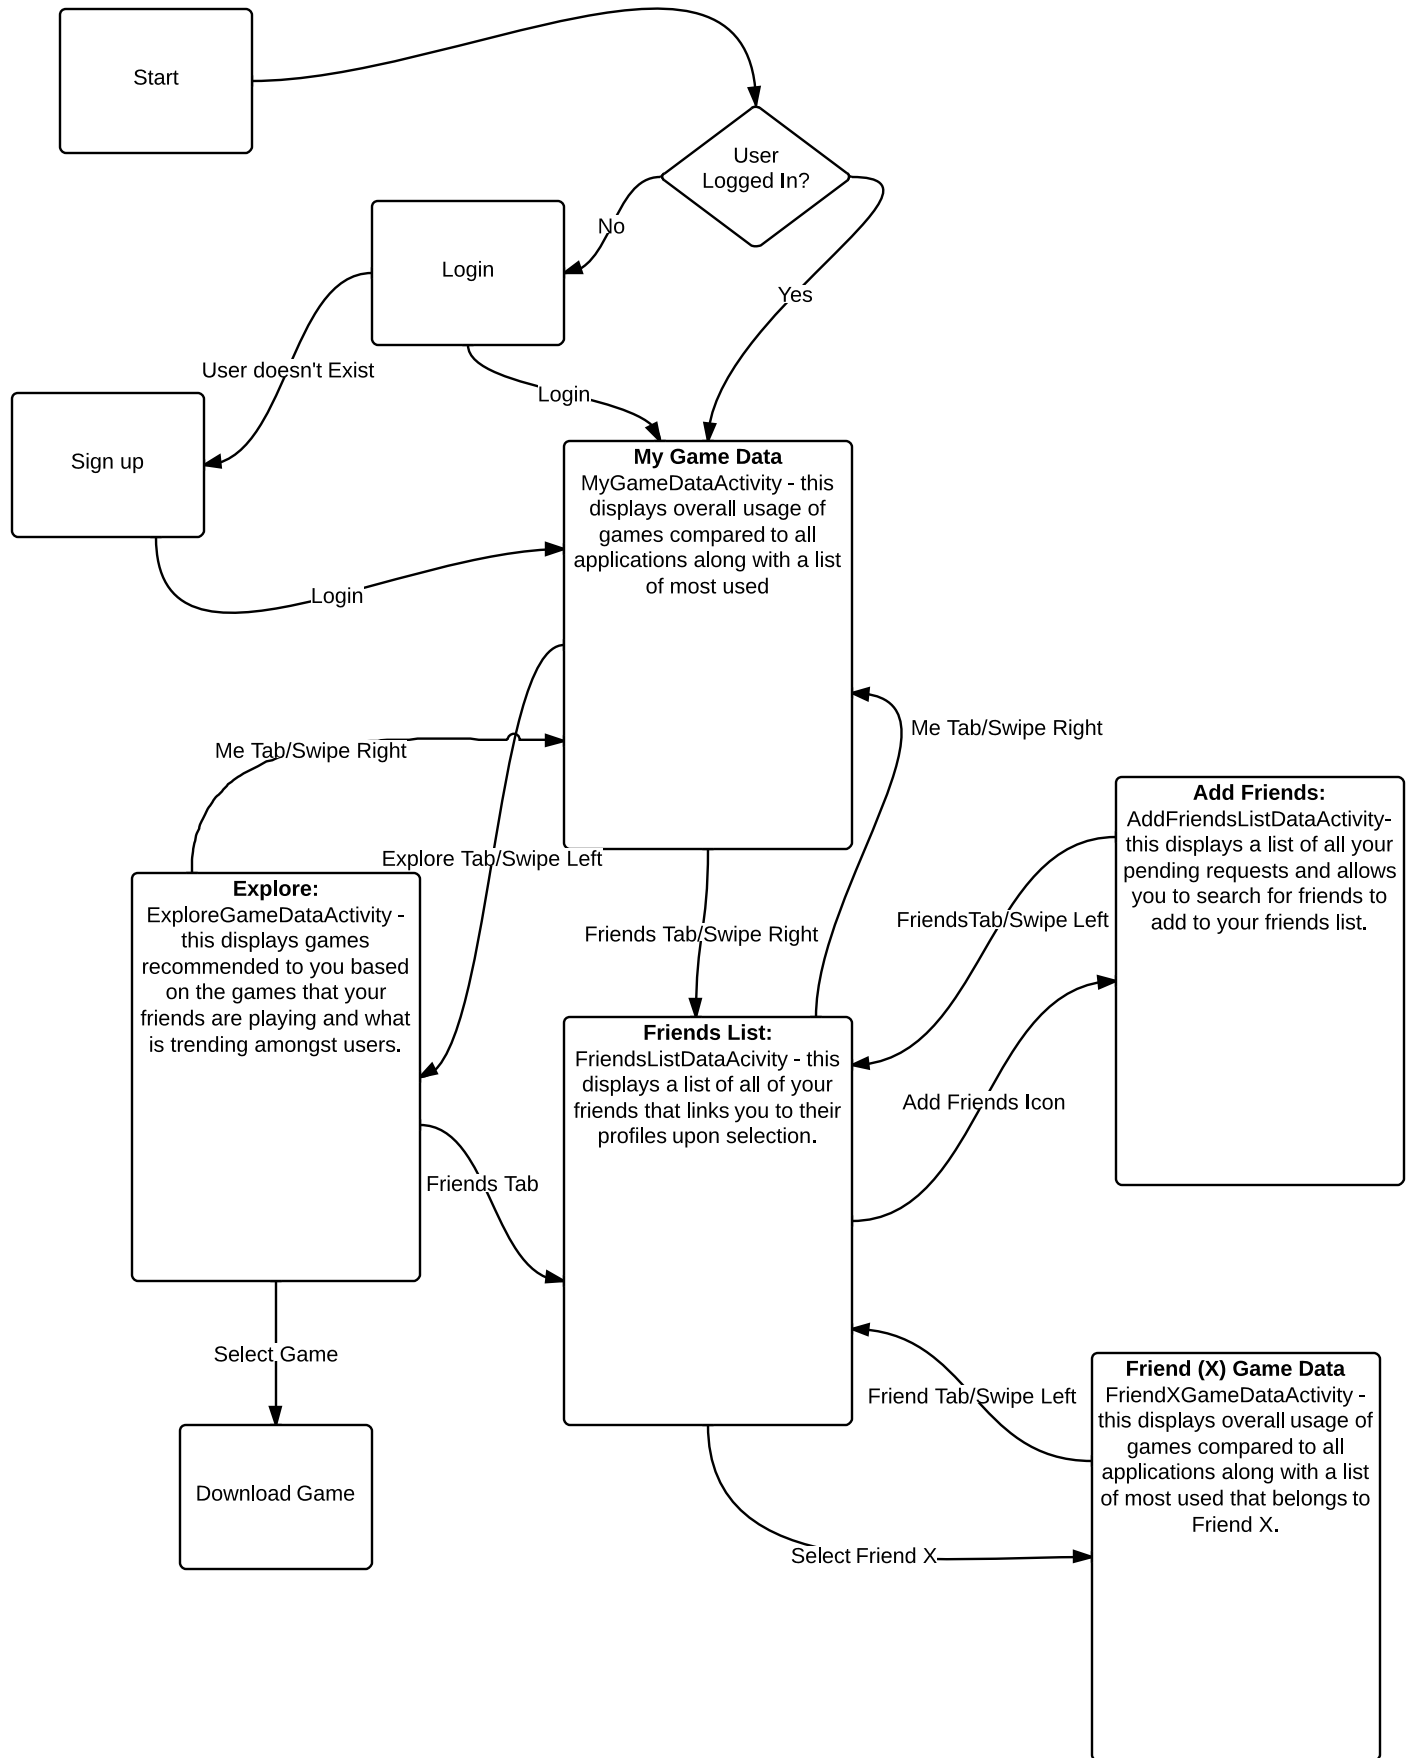 Start
User
Logged In?
No
Login
Yes
User doesn't Exist
Login
Sign up
My Game Data
MyGameDataActivity - this
displays overall usage of
games compared to all
applications along with a list
of most used
Login
Me Tab/Swipe Right
Me Tab/Swipe Right
Add Friends:
AddFriendsListDataActivity-
this displays a list of all your
pending requests and allows
you to search for friends to
add to your friends list.
Explore Tab/Swipe Left
Explore:
ExploreGameDataActivity -
this displays games
recommended to you based
on the games that your
friends are playing and what
is trending amongst users.
Friends Tab/Swipe Right
FriendsTab/Swipe Left
Friends List:
FriendsListDataAcivity - this
displays a list of all of your
friends that links you to their
profiles upon selection.
Add Friends Icon
Friends Tab
Select Game
Friend Tab/Swipe Left
Friend (X) Game Data
FriendXGameDataActivity -
this displays overall usage of
games compared to all
applications along with a list
of most used that belongs to
Friend X.
Download Game
Select Friend X